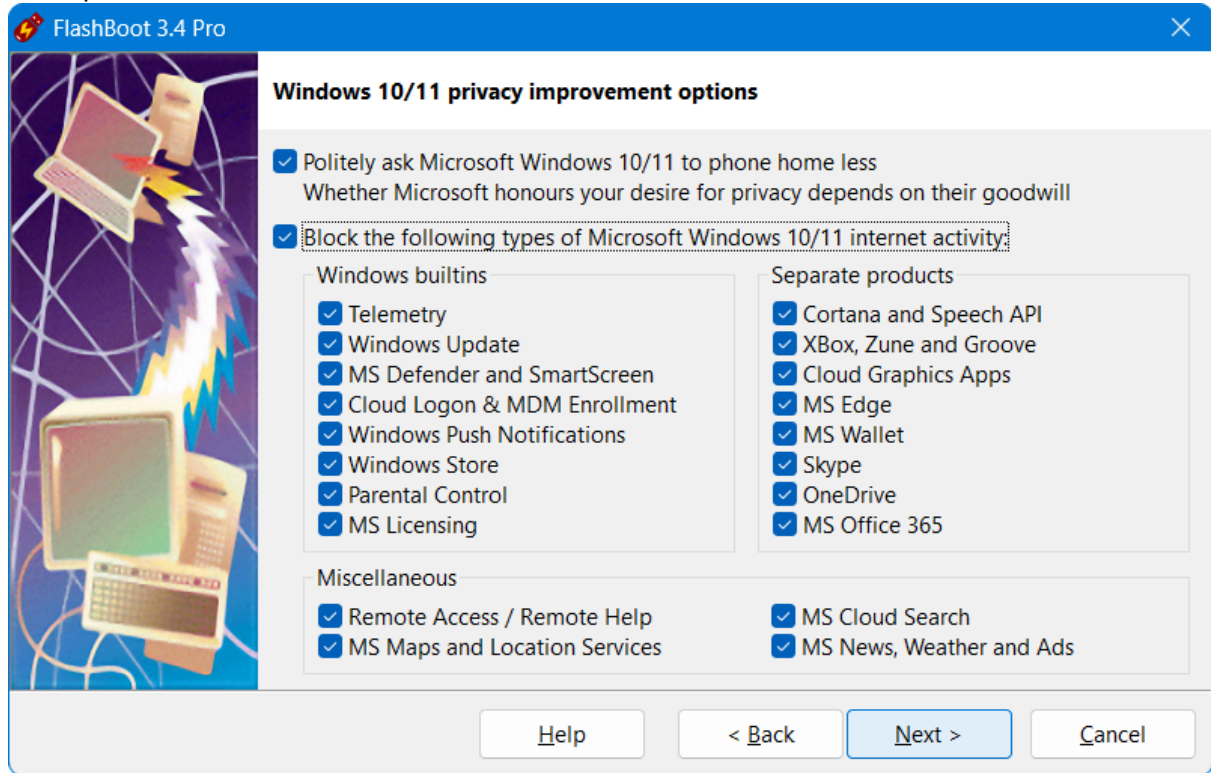 FlashBoot 3.4 Pro
Windows 10/11 privacy improvement options
Politely ask Microsoft Windows 10/11 to phone home less
Whether Microsoft honours your desire for privacy depends on their goodwill
Block the following types of Microsoft Windows 10/11 internet activity:
Windows builtins
Telemetry
Windows Update
MS Defender and SmartScreen
Cloud Logon & MDM Enrollment
Windows Push Notifications
Windows Store
Parental Control
MS Licensing
Separate products
Cortana and Speech API
XBox, Zune and Groove
Cloud Graphics Apps
MS Edge
MS Wallet
Skype
OneDrive
MS Office 365
Miscellaneous
Remote Access / Remote Help
MS Maps and Location Services
MS Cloud Search
MS News, Weather and Ads
Help
< Back
Next >
Cancel